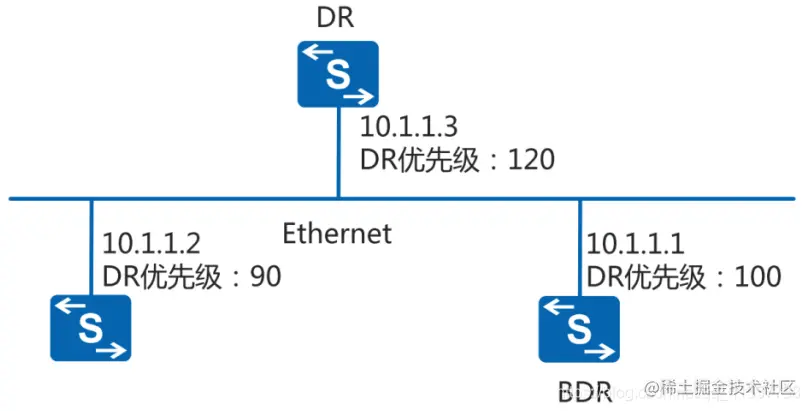 DR
S
10.1.1.3
DR优先级：120
Ethernet
10.1.1.2
DR优先级：90
10.1.1.1
DR优先级：100
S
S
BDR
@稀土掘金技术社区